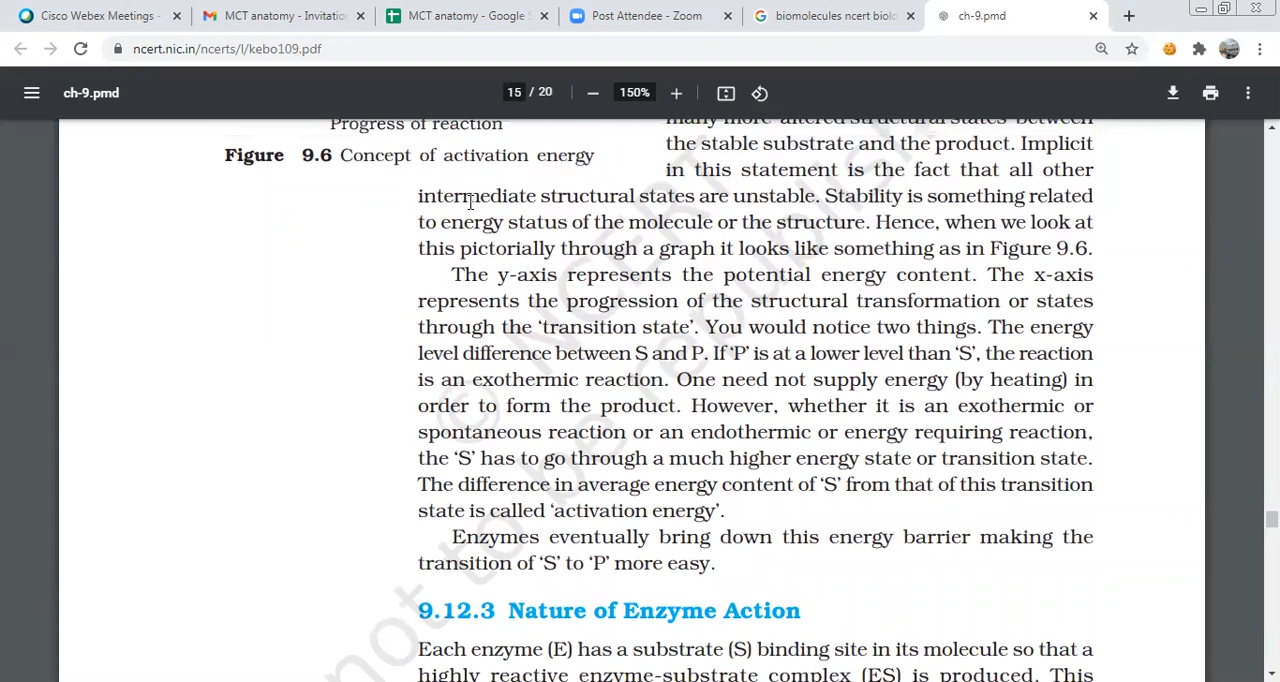 Cisco Webex Meetings -
MCT anatomy - Invitatio
MCT anatomy - Google S
Post Attendee - Zoom
biomolecules ncert biolo
ch-9.pmd
ncert.nic.in/ncerts/l/kebo109.pdf
ch-9.pmd
15 / 20
150%
Progress of reaction
Figure 9.6 Concept of activation energy
many more altered structural states between
the stable substrate and the product. Implicit
in this statement is the fact that all other
intermediate structural states are unstable. Stability is something related
to energy status of the molecule or the structure. Hence, when we look at
this pictorially through a graph it looks like something as in Figure 9.6.
The y-axis represents the potential energy content. The x-axis
represents the progression of the structural transformation or states
through the ‘transition state’. You would notice two things. The energy
level difference between S and P. If ‘P’ is at a lower level than ‘S’, the reaction
is an exothermic reaction. One need not supply energy (by heating) in
order to form the product. However, whether it is an exothermic or
spontaneous reaction or an endothermic or energy requiring reaction,
the ‘S’ has to go through a much higher energy state or transition state.
The difference in average energy content of ‘S’ from that of this transition
state is called ‘activation energy’.
Enzymes eventually bring down this energy barrier making the
transition of ‘S’ to ‘P’ more easy.
9.12.3 Nature of Enzyme Action
Each enzyme (E) has a substrate (S) binding site in its molecule so that a
highly reactive enzyme-substrate complex (ES) is produced. This
© NCERT
not to be republish